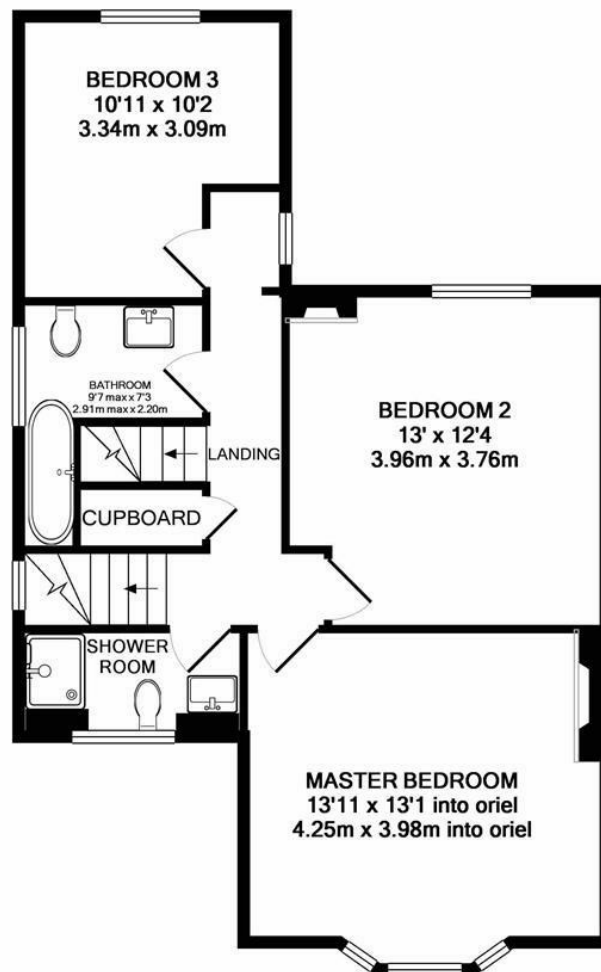 BEDROOM 3
10'11 x 10'2
3.34m x 3.09m
BATHROOM
9'7 max x 7'3
2.91m max x 2.20m
BEDROOM 2
13' x 12'4
3.96m x 3.76m
LANDING
CUPBOARD
SHOWER
ROOM
MASTER BEDROOM
13'11 x 13'1 into oriel
4.25m x 3.98m into oriel